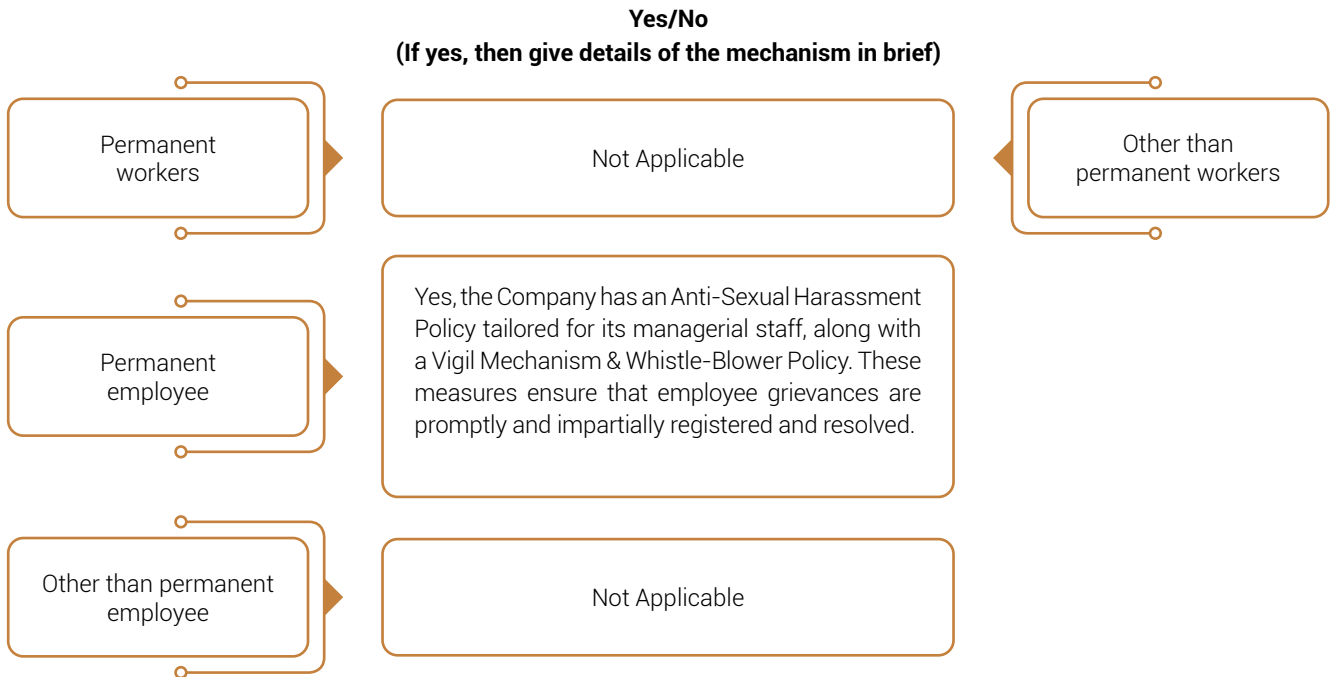 Yes/No
(If yes, then give details of the mechanism in brief)
Permanent
workers
Not Applicable
Other than
permanent workers
Permanent
employee
Yes, the Company has an Anti-Sexual Harassment
Policy tailored for its managerial staff, along with
a Vigil Mechanism & Whistle-Blower Policy. These
measures ensure that employee grievances are
promptly and impartially registered and resolved.
Other than permanent
employee
Not Applicable